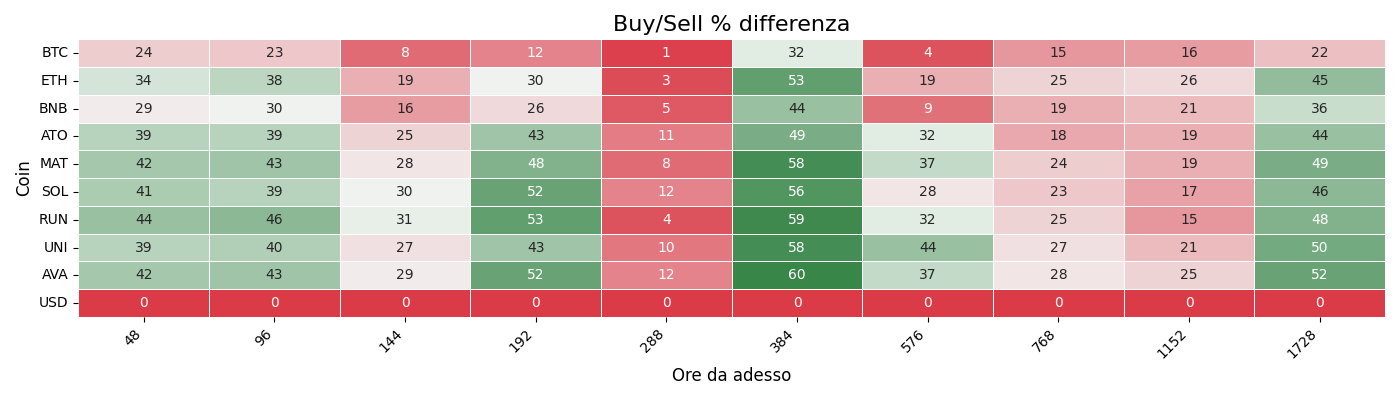 Buy/Sell % differenza
Coin
BTC 24 23 8 12 1 32 4 15 16 22
ETH 34 38 19 30 3 53 19 25 26 45
BNB 29 30 16 26 5 44 9 19 21 36
ATO 39 39 25 43 11 49 32 18 19 44
MAT 42 43 28 48 8 58 37 24 19 49
SOL 41 39 30 52 12 56 28 23 17 46
RUN 44 46 31 53 4 59 32 25 15 48
UNI 39 40 27 43 10 58 44 27 21 50
AVA 42 43 29 52 12 60 37 28 25 52
USD 0 0 0 0 0 0 0 0 0 0
48 96 144 192 288 384 576 768 1152 1728
Ore da adesso